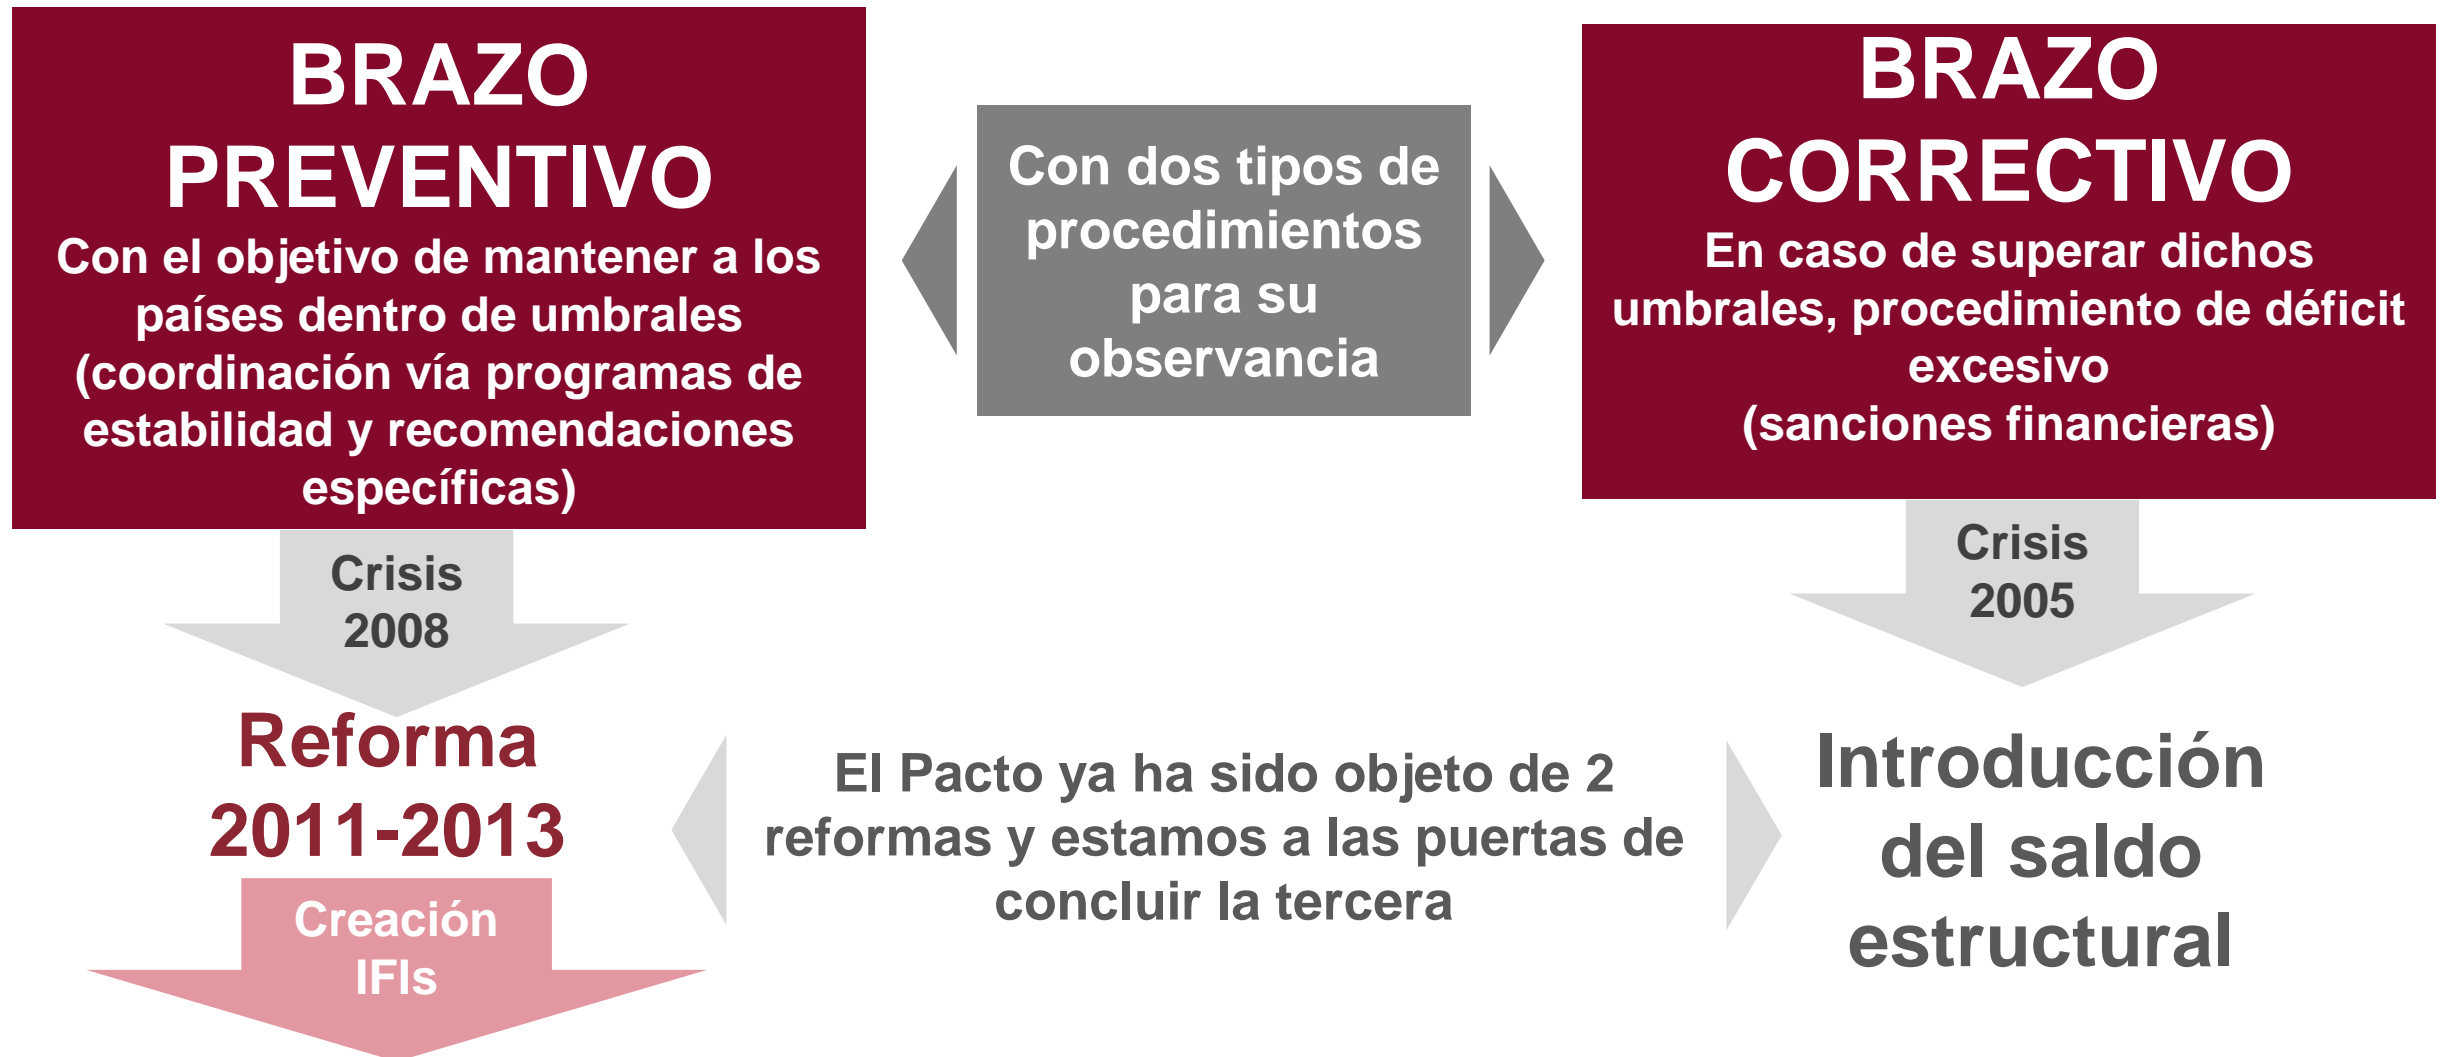 BRAZO
PREVENTIVO
Con el objetivo de mantener a los
países dentro de umbrales
(coordinación vía programas de
estabilidad y recomendaciones
específicas)
Con dos tipos de
procedimientos
para su
observancia
BRAZO
CORRECTIVO
En caso de superar dichos
umbrales, procedimiento de déficit
excesivo
(sanciones financieras)
Crisis
2008
Crisis
2005
Reforma
2011-2013
El Pacto ya ha sido objeto de 2
reformas y estamos a las puertas de
concluir la tercera
Introducción
del saldo
estructural
Creación
IFIs